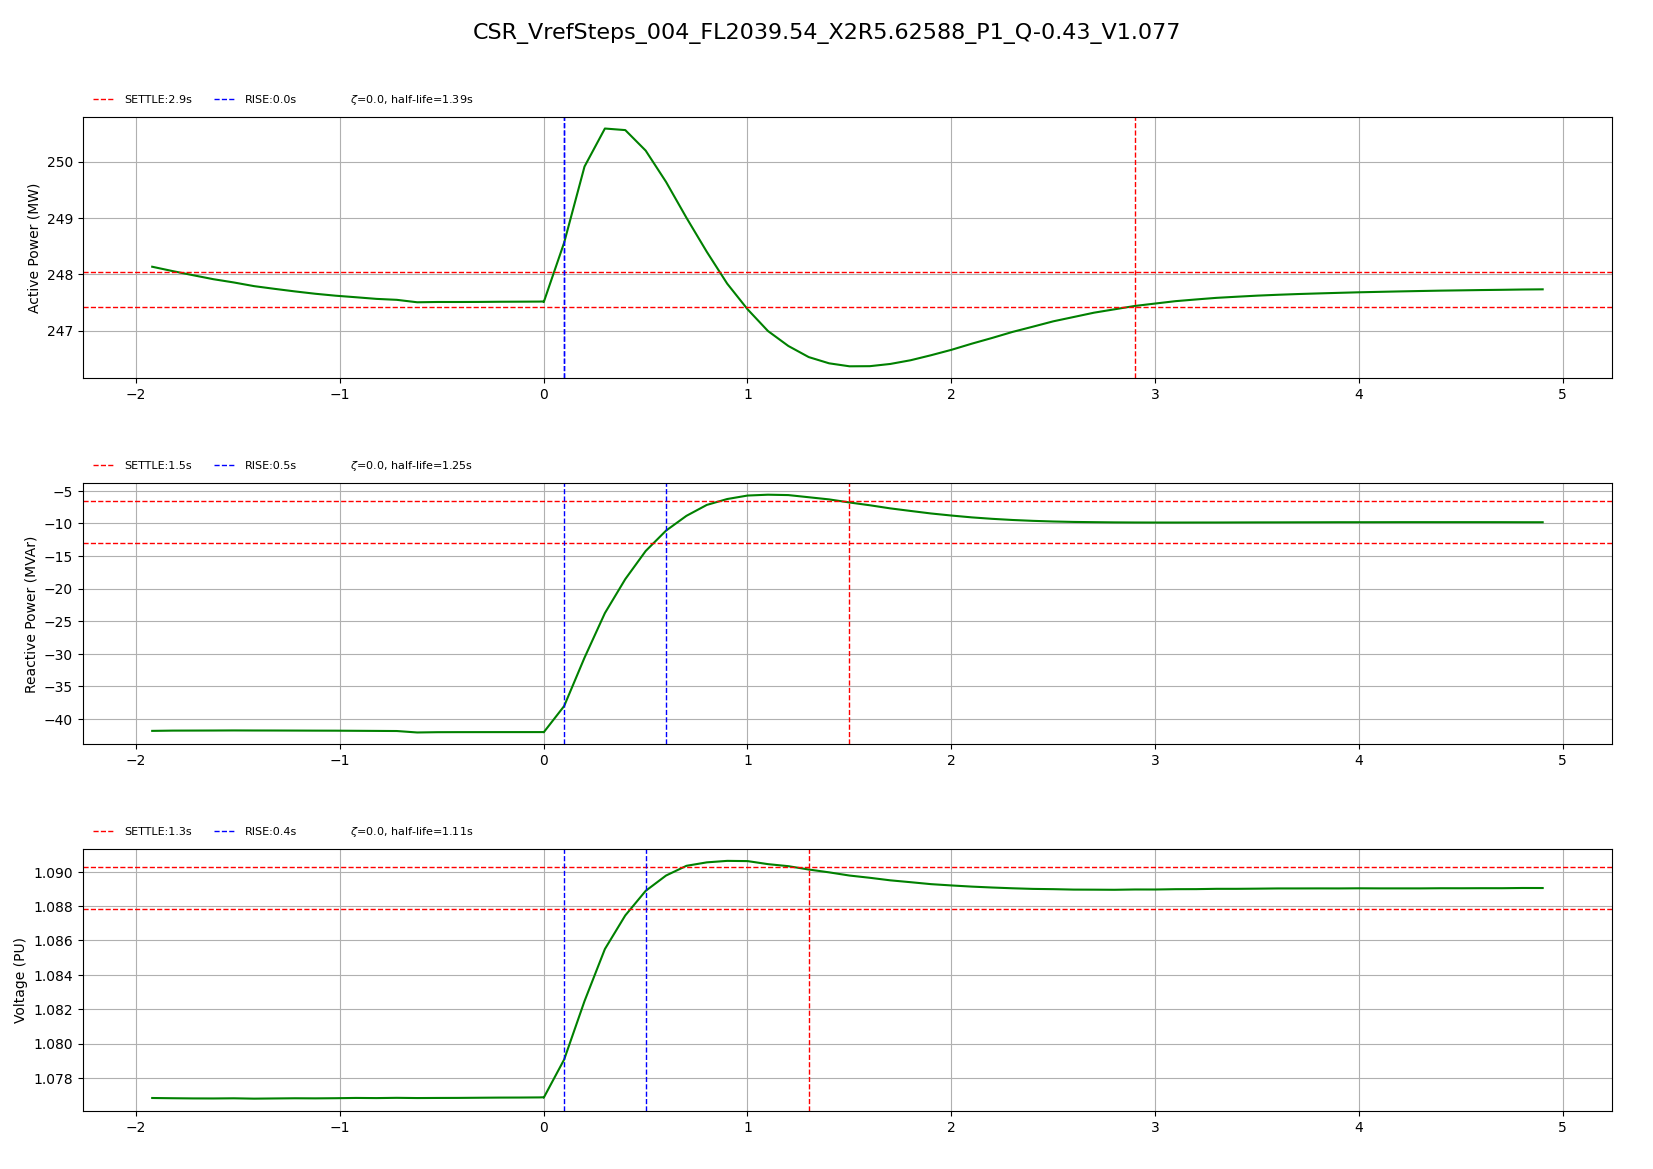 CSR_VrefSteps_004_FL2039.54_X2R5.62588_P1_Q-0.43_V1.077
SETTLE:2.9s RISE:0.0s ζ=0.0, half-life=1.39s
Active Power (MW)
250
249
248
247
−2 −1 0 1 2 3 4 5
SETTLE:1.5s RISE:0.5s ζ=0.0, half-life=1.25s
Reactive Power (MVAr)
−5
−10
−15
−20
−25
−30
−35
−40
−2 −1 0 1 2 3 4 5
SETTLE:1.3s RISE:0.4s ζ=0.0, half-life=1.11s
Voltage (PU)
1.090
1.088
1.086
1.084
1.082
1.080
1.078
−2 −1 0 1 2 3 4 5